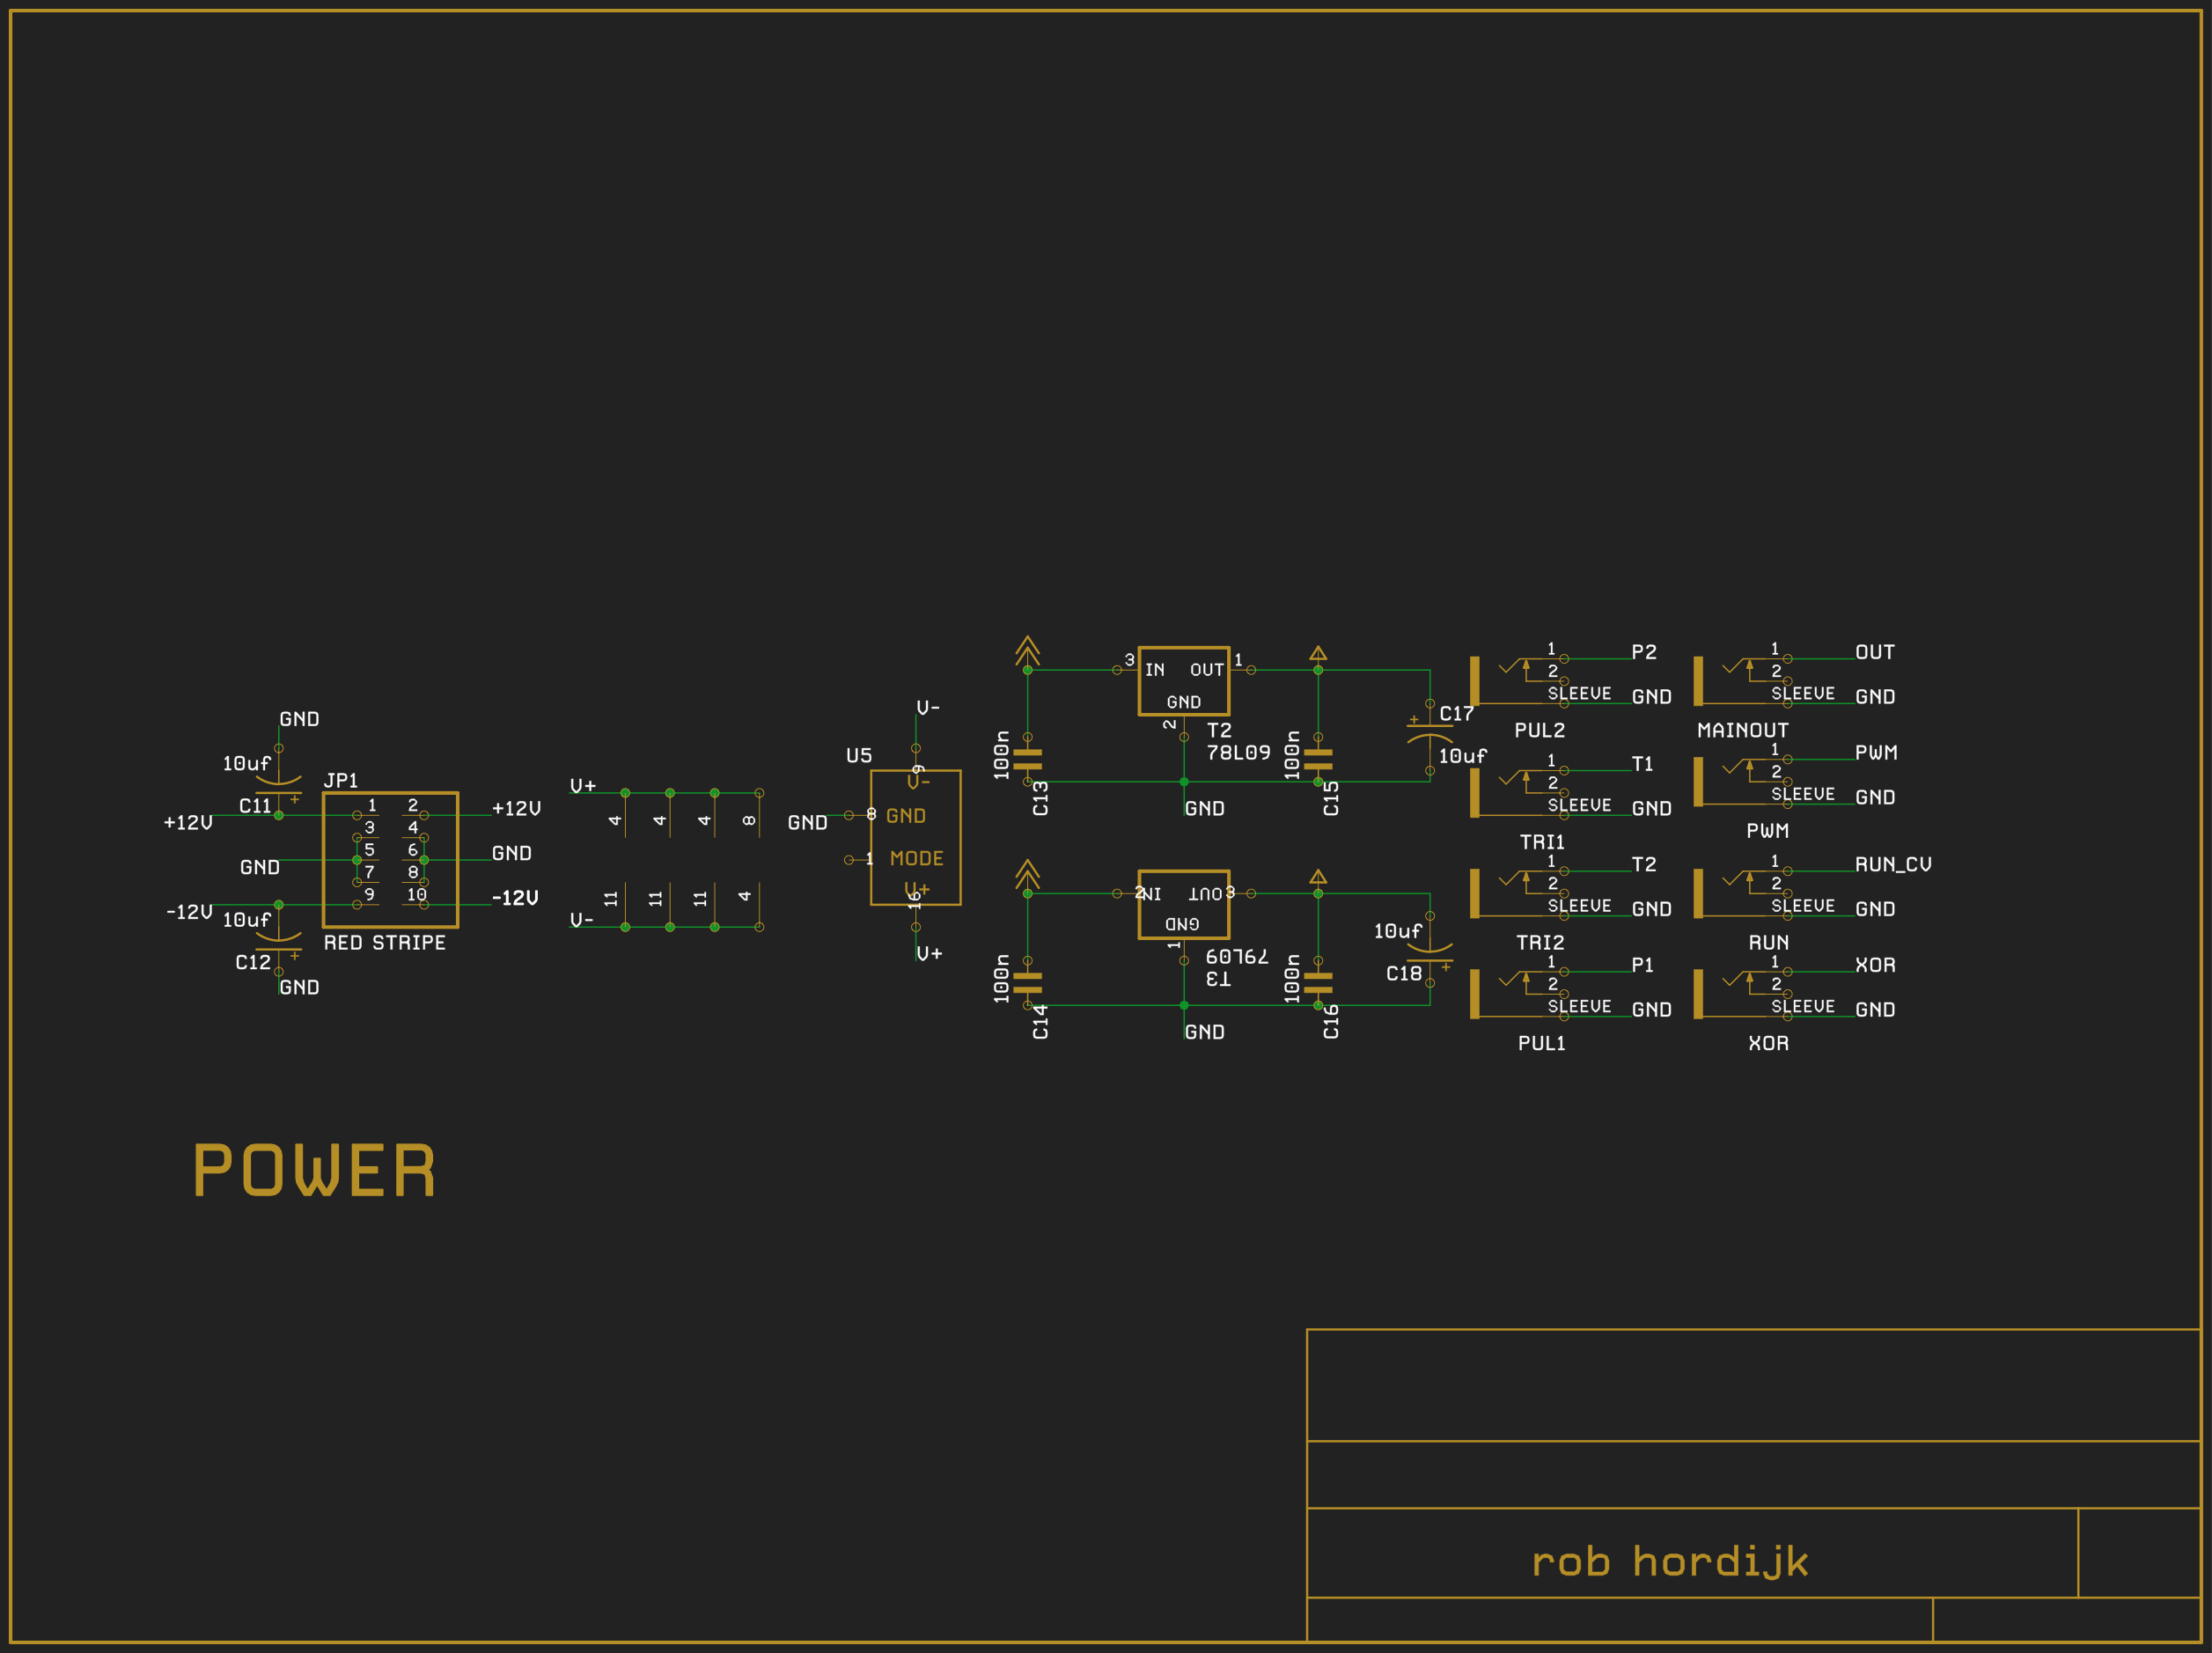 GND
10uf
C11
+12V
GND
-12V
10uf
C12
GND
JP1
1 2
3 4
5 6
7 8
9 10
RED STRIPE
+12V
GND
-12V
V+
4 4 4 8
11 11 11 4
V-
V-
U5
9
V-
GND 8 GND
1 MODE
V+
16
V+
3 IN OUT 1
GND
2
T2
78L09
100n
C13
100n
C15
GND
C17
10uf
2 IN OUT 3
GND
1
79L09
T3
100n
C14
100n
C16
GND
10uf
C18
1 P2
2
SLEEVE GND
PUL2
1 T1
2
SLEEVE GND
TRI1
1 T2
2
SLEEVE GND
TRI2
1 P1
2
SLEEVE GND
PUL1
1 OUT
2
SLEEVE GND
MAINOUT
1 PWM
2
SLEEVE GND
PWM
1 RUN_CV
2
SLEEVE GND
RUN
1 XOR
2
SLEEVE GND
XOR
POWER
rob hordijk